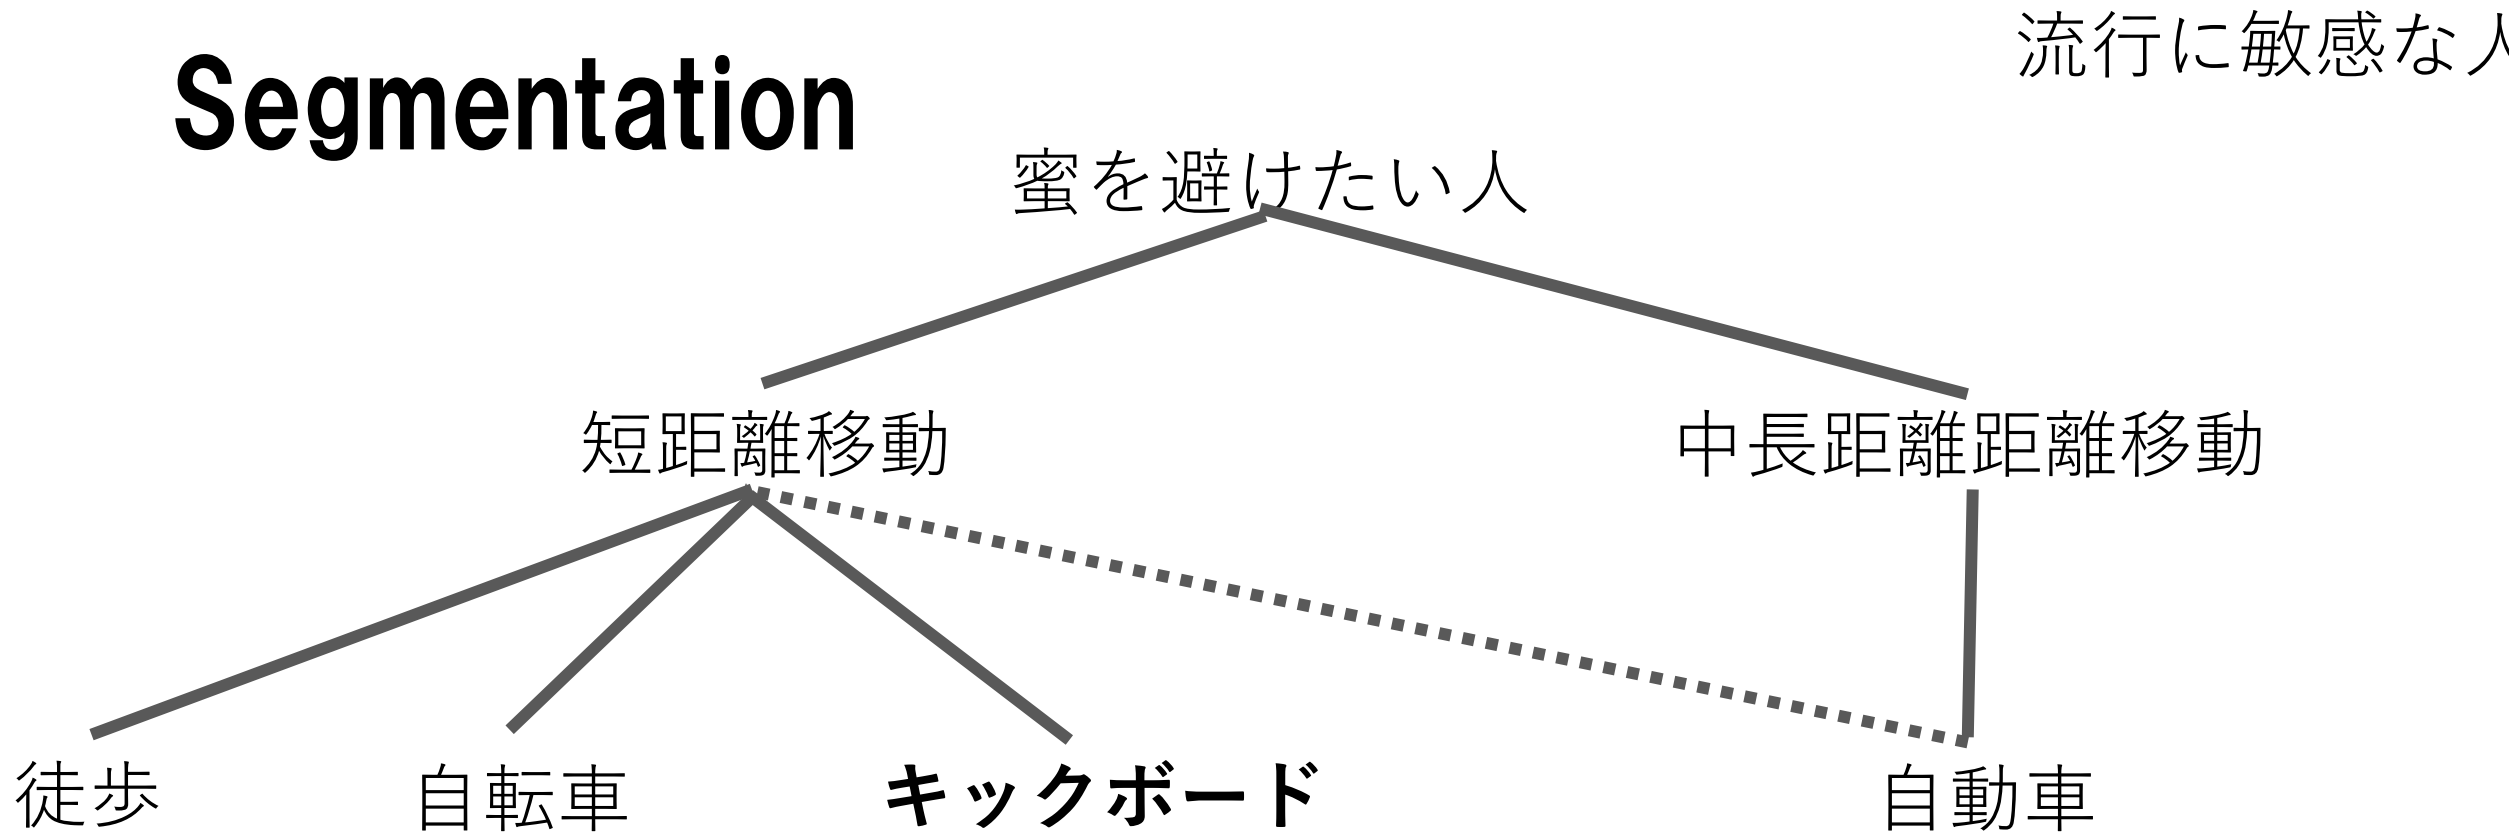 流行に敏感な人
Segmentation
蜜を避けたい人
短距離移動
中長距離距離移動
徒歩
自転車
キックボード
自動車